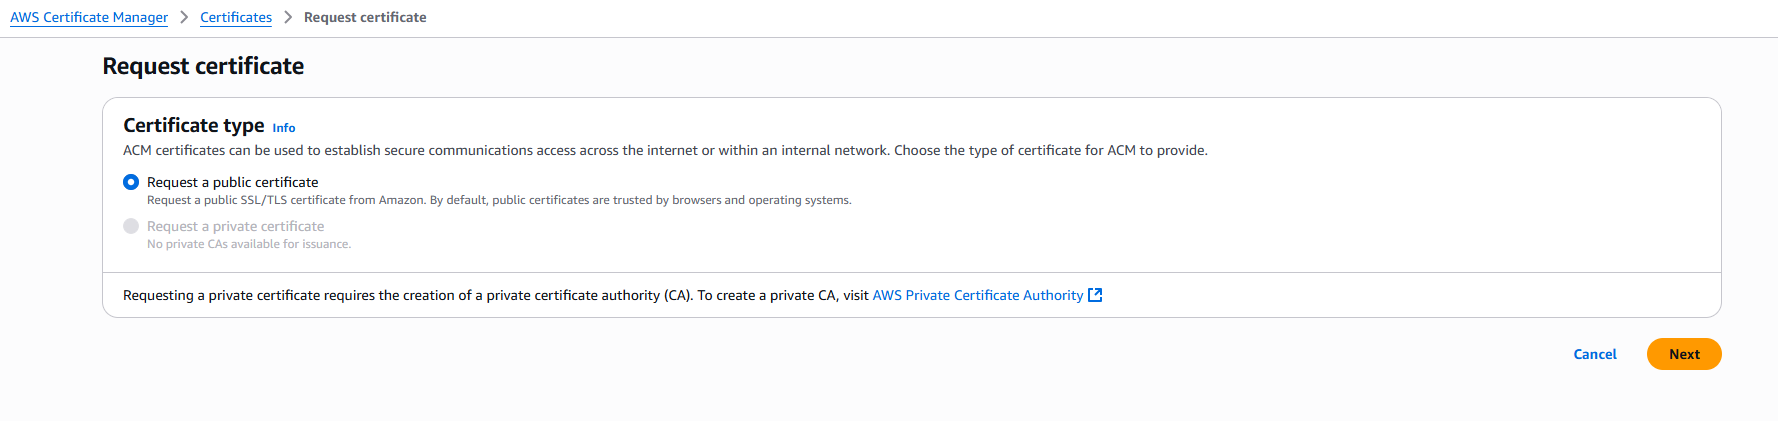 AWS Certificate Manager > Certificates > Request certificate
Request certificate
Certificate type Info
ACM certificates can be used to establish secure communications access across the internet or within an internal network. Choose the type of certificate for ACM to provide.
Request a public certificate
Request a public SSL/TLS certificate from Amazon. By default, public certificates are trusted by browsers and operating systems.
Request a private certificate
No private CAs available for issuance.
Requesting a private certificate requires the creation of a private certificate authority (CA). To create a private CA, visit AWS Private Certificate Authority
Cancel Next